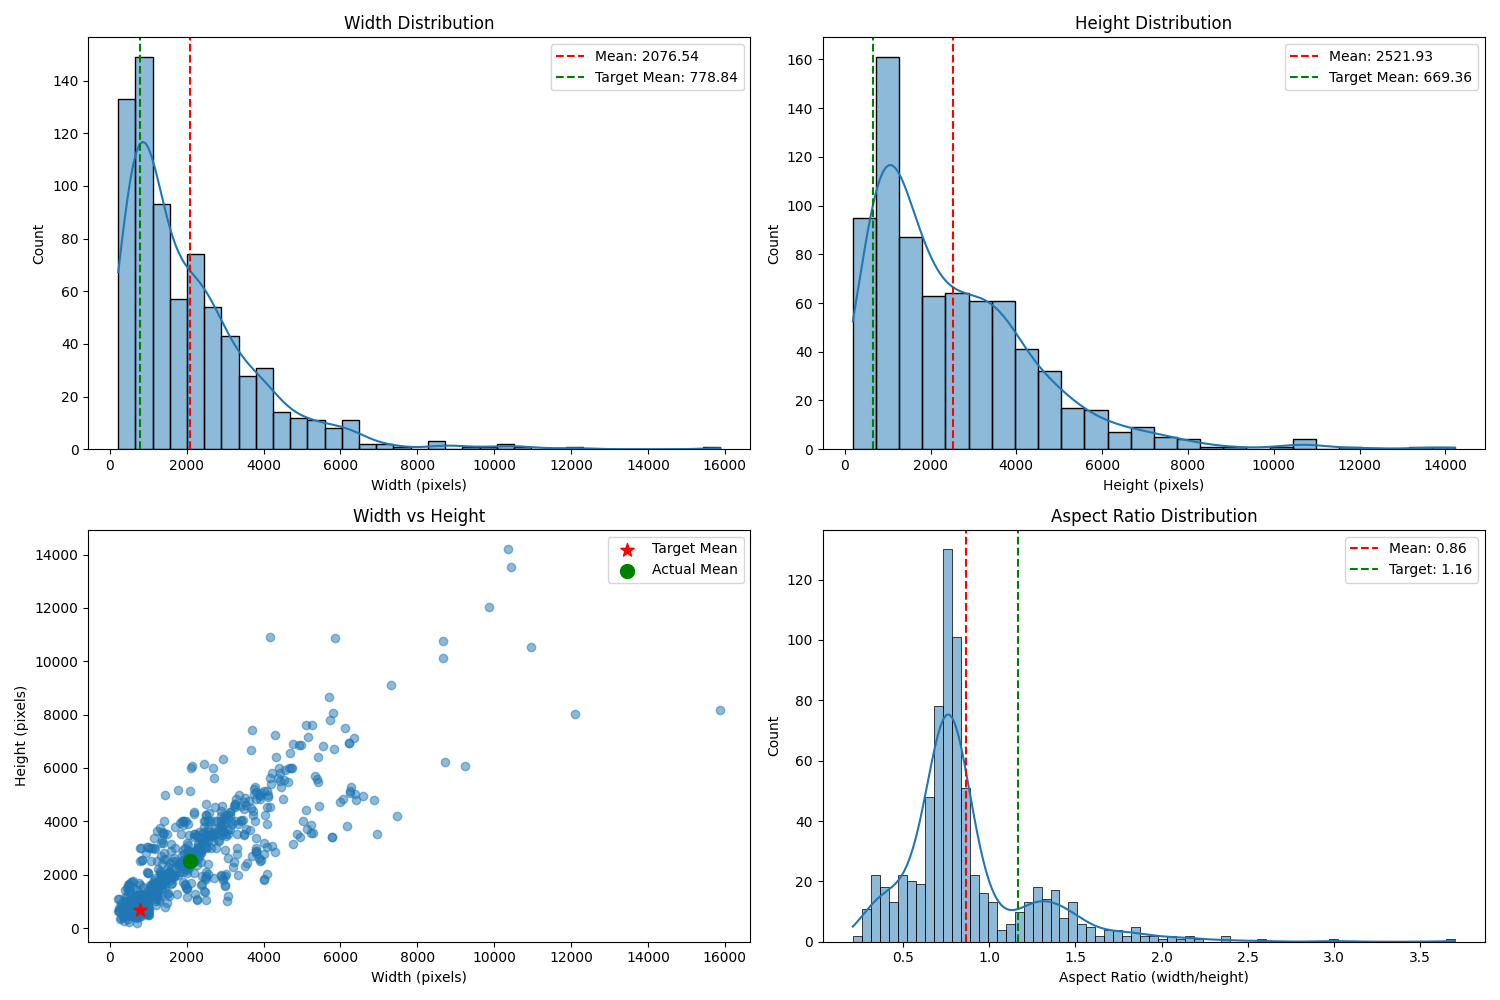 Width Distribution
Count
140
120
100
80
60
40
20
0
Mean: 2076.54
Target Mean: 778.84
0 2000 4000 6000 8000 10000 12000 14000 16000
Width (pixels)
Height Distribution
Count
160
140
120
100
80
60
40
20
0
Mean: 2521.93
Target Mean: 669.36
0 2000 4000 6000 8000 10000 12000 14000
Height (pixels)
Width vs Height
Height (pixels)
14000
12000
10000
8000
6000
4000
2000
0
Target Mean
Actual Mean
0 2000 4000 6000 8000 10000 12000 14000 16000
Width (pixels)
Aspect Ratio Distribution
Count
120
100
80
60
40
20
0
Mean: 0.86
Target: 1.16
0.5 1.0 1.5 2.0 2.5 3.0 3.5
Aspect Ratio (width/height)